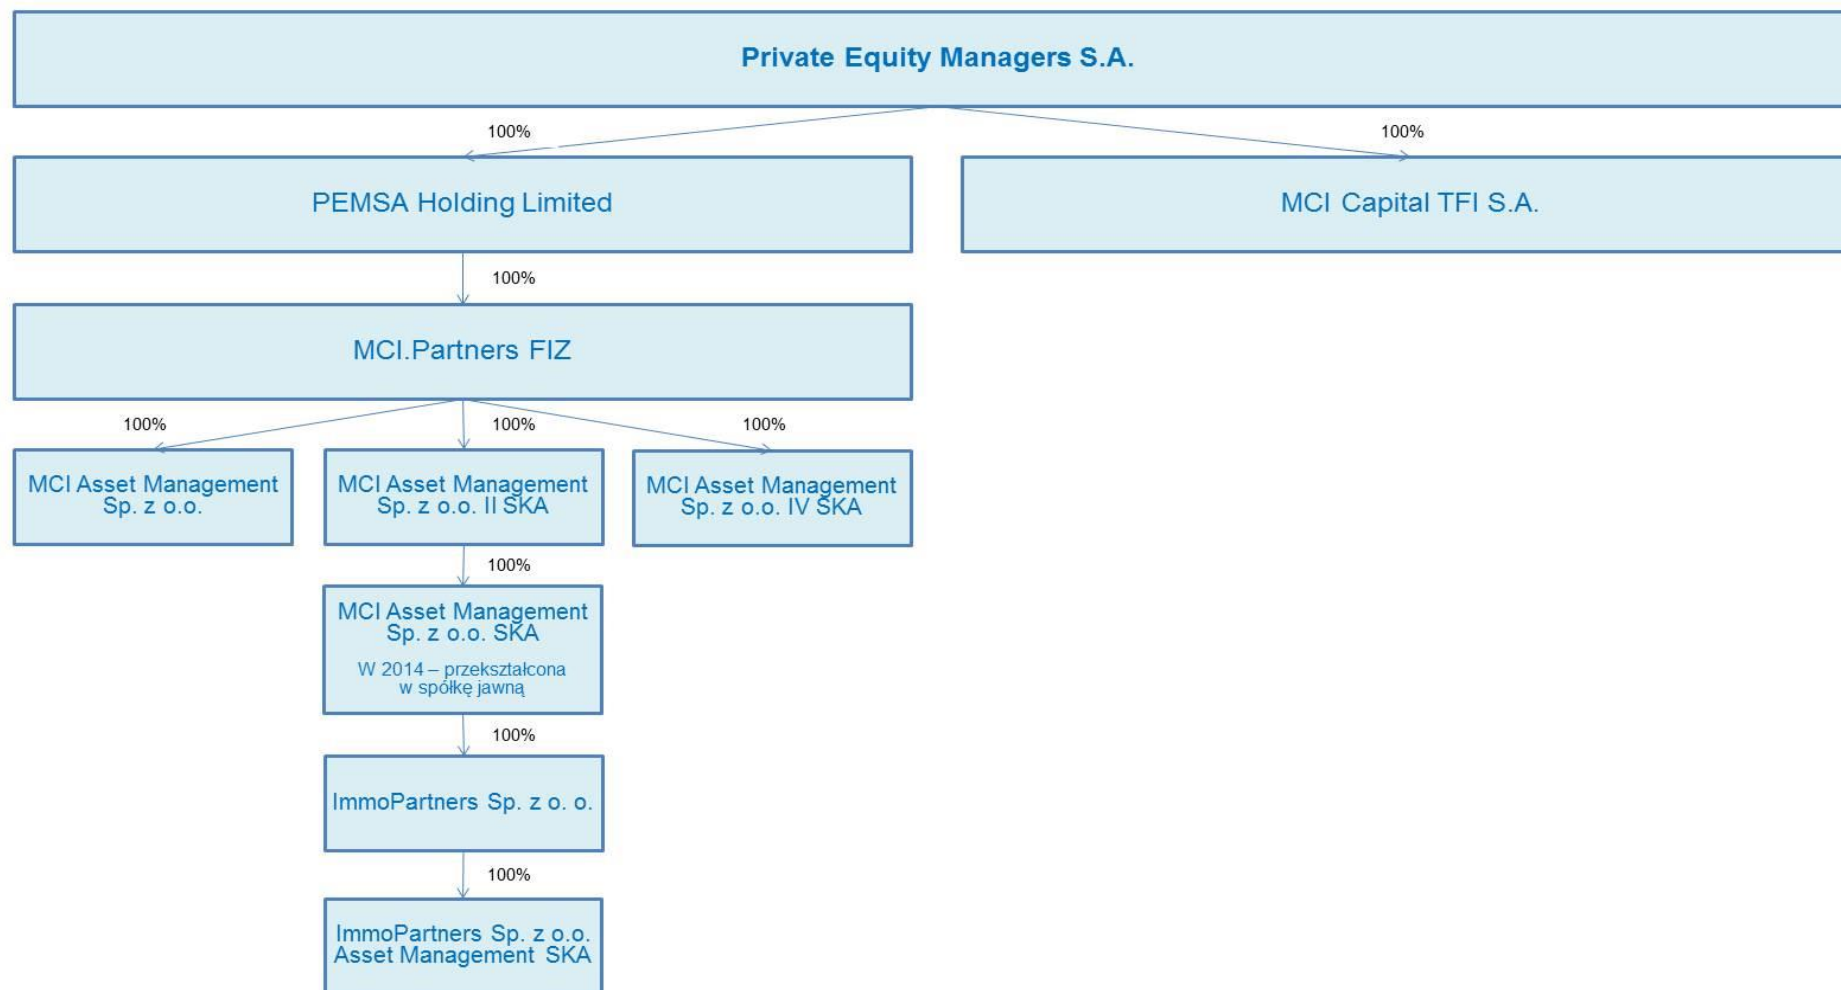 Private Equity Managers S.A.
100%
100%
PEMSA Holding Limited
MCI Capital TFI S.A.
100%
MCI.Partners FIZ
100%
100%
100%
MCI Asset Management
Sp. z o.o.
MCI Asset Management
Sp. z o.o. II SKA
MCI Asset Management
Sp. z o.o. IV SKA
100%
MCI Asset Management
Sp. z o.o. SKA
W 2014 – przekształcona
w spółkę jawną
100%
ImmoPartners Sp. z o. o.
100%
ImmoPartners Sp. z o.o.
Asset Management SKA